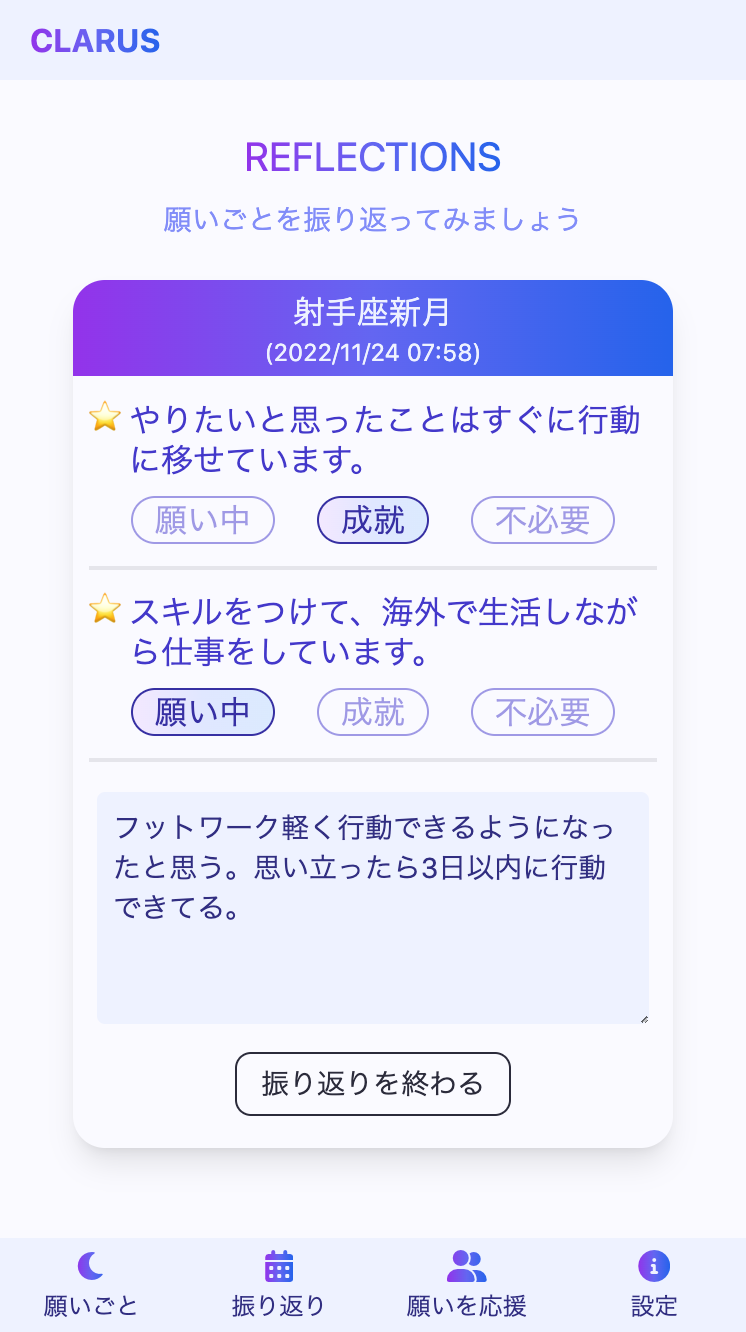 CLARUS
REFLECTIONS
願いごとを振り返ってみましょう
射手座新月
(2022/11/24 07:58)
やりたいと思ったことはすぐに行動
に移せています。
願い中 成就 不必要
スキルをつけて、海外で生活しなが
ら仕事をしています。
願い中 成就 不必要
フットワーク軽く行動できるようになっ
たと思う。思い立ったら3日以内に行動
できてる。
振り返りを終わる
願いごと 振り返り 願いを応援 設定